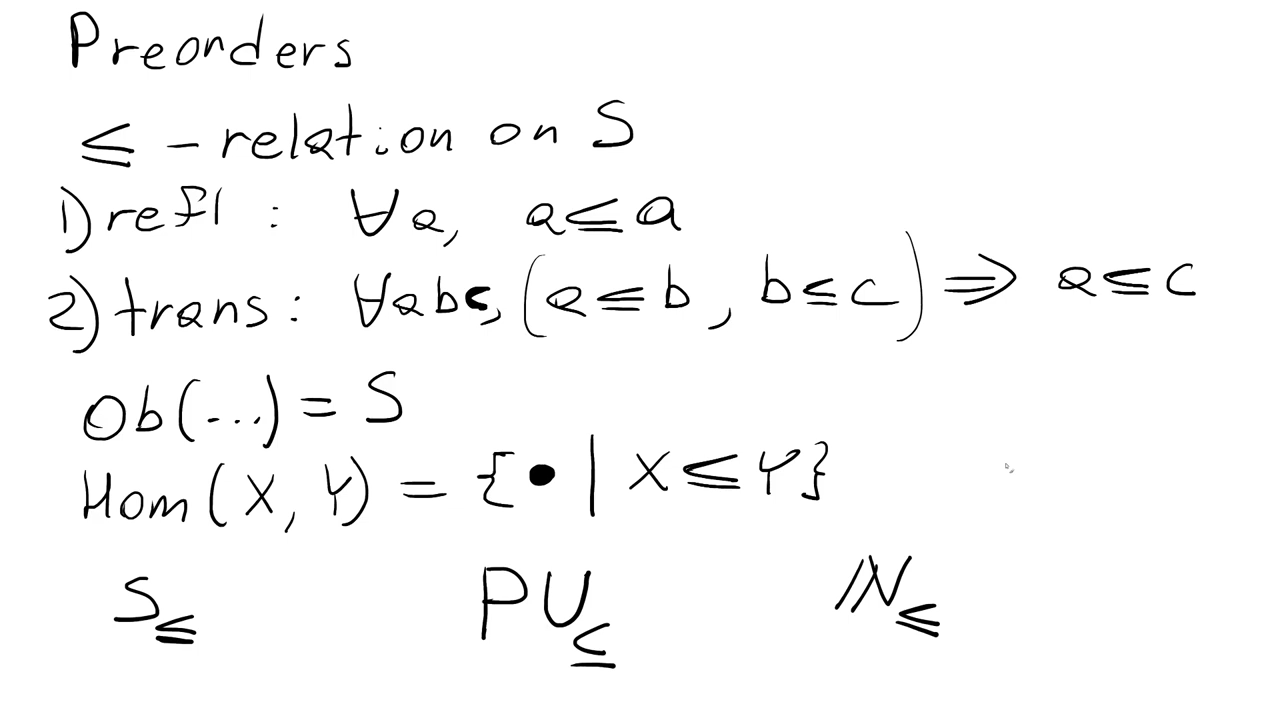 Preorders
≤ - relation on S
1) refl : ∀a, a≤a
2) trans: ∀abc, (a≤b, b≤c) ⇒ a≤c
Ob(...) = S
Hom(X, Y) = {• | X≤Y}
S≤ PU≤ ℕ≤